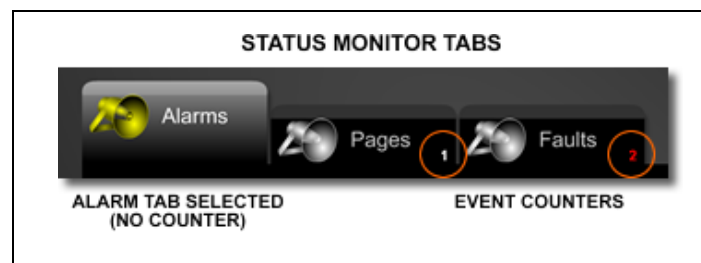 STATUS MONITOR TABS
Alarms
Pages 1
Faults 2
ALARM TAB SELECTED
(NO COUNTER)
EVENT COUNTERS